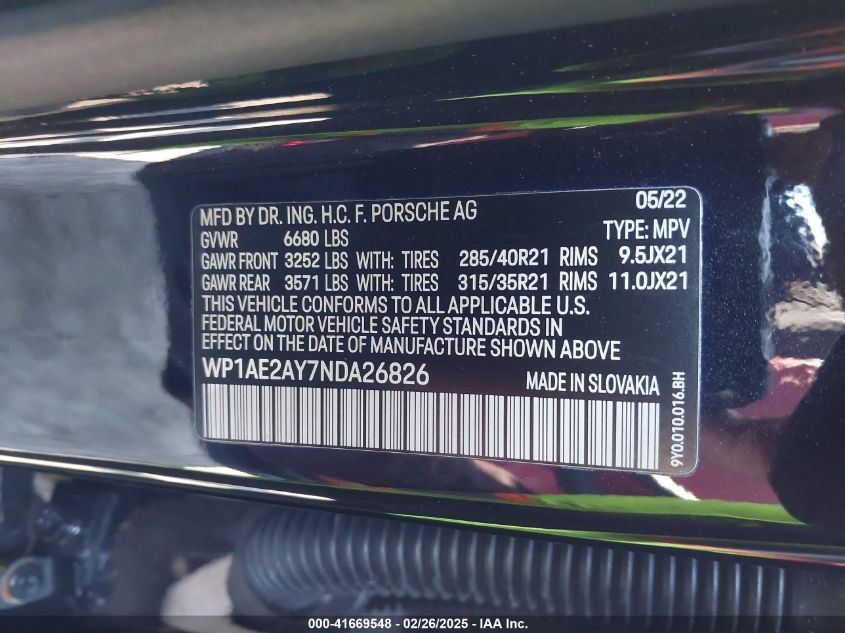 MFD BY DR. ING. H.C. F. PORSCHE AG 05/22
GVWR 6680 LBS TYPE: MPV
GAWR FRONT 3252 LBS WITH: TIRES 285/40R21 RIMS 9.5JX21
GAWR REAR 3571 LBS WITH: TIRES 315/35R21 RIMS 11.0JX21
THIS VEHICLE CONFORMS TO ALL APPLICABLE U.S.
FEDERAL MOTOR VEHICLE SAFETY STANDARDS IN
EFFECT ON THE DATE OF MANUFACTURE SHOWN ABOVE
WP1AE2AY7NDA26826 MADE IN SLOVAKIA
9Y0.010.016.BH
000-41669548 - 02/26/2025 - IAA Inc.